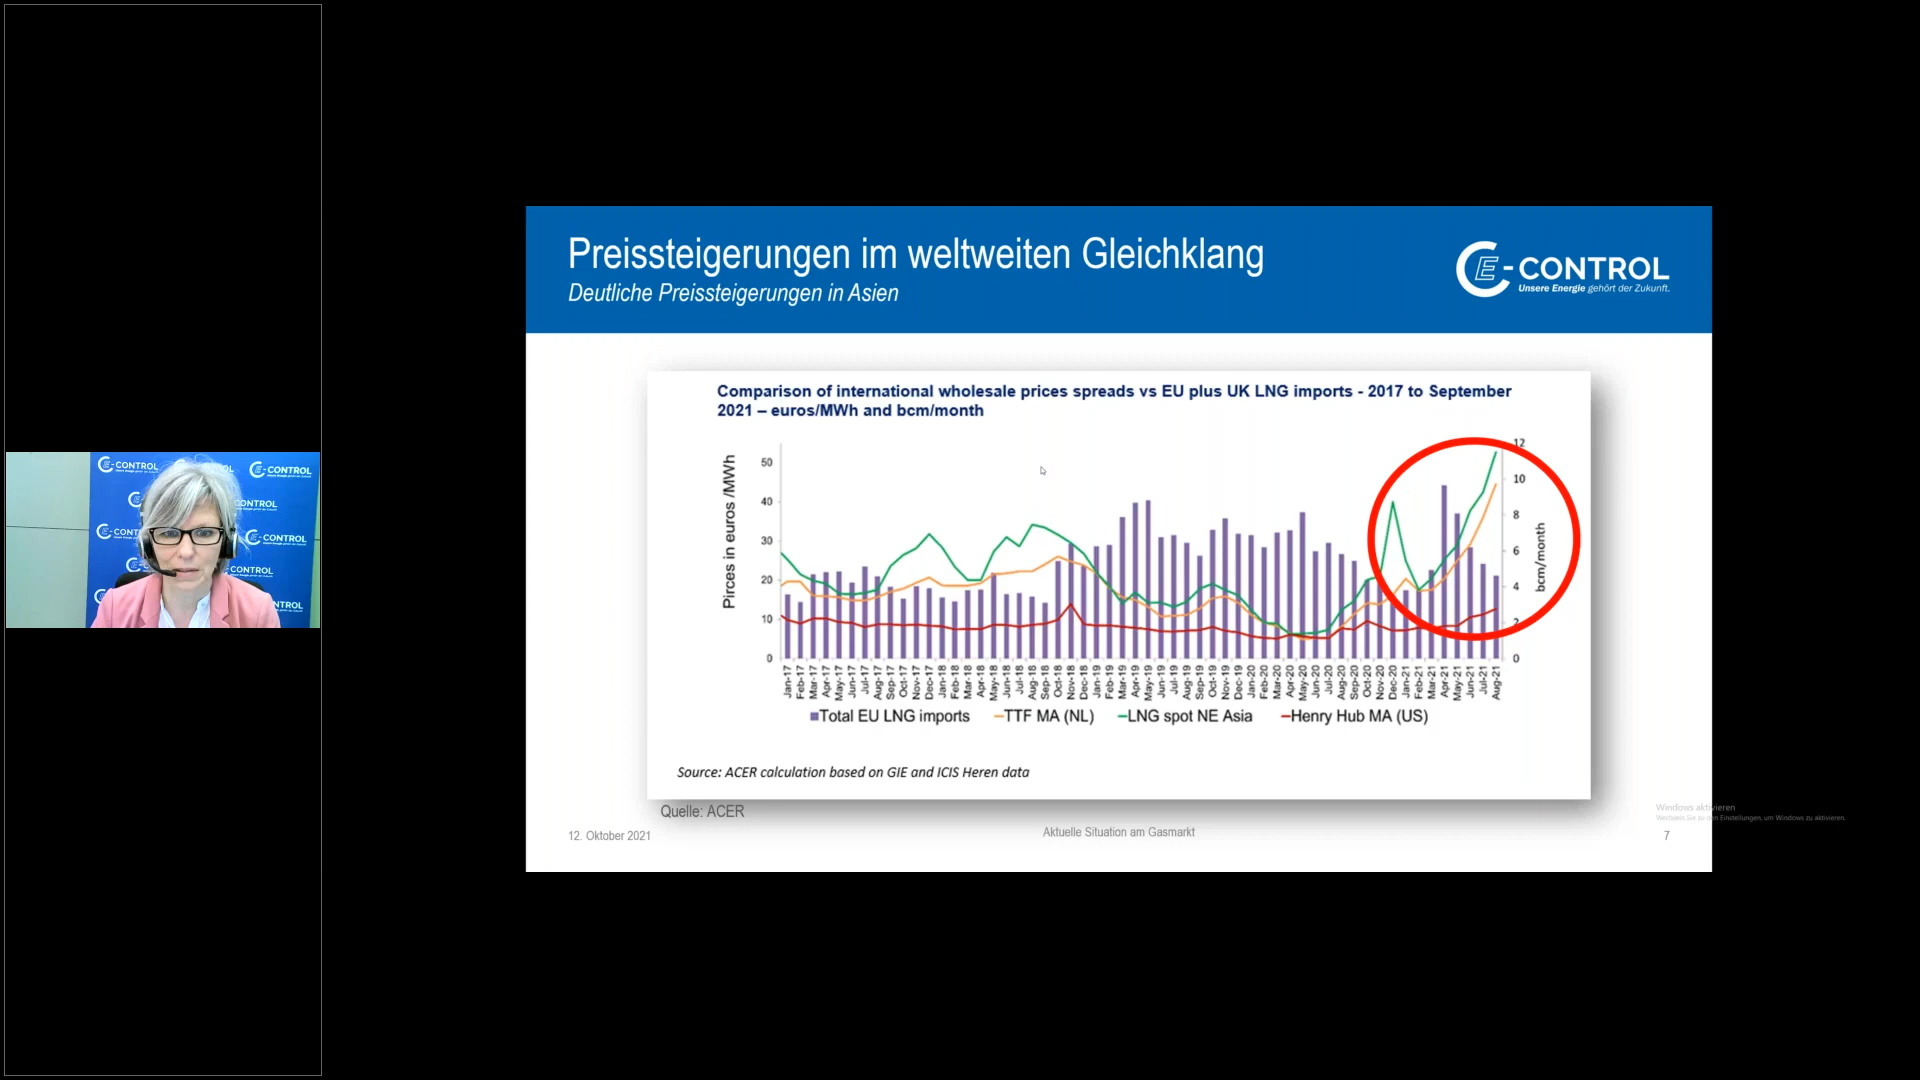 Preissteigerungen im weltweiten Gleichklang
Deutliche Preissteigerungen in Asien
E-CONTROL
Unsere Energie gehört der Zukunft.
Comparison of international wholesale prices spreads vs EU plus UK LNG imports - 2017 to September
2021 – euros/MWh and bcm/month
Pirces in euros /MWh
50
40
30
20
10
0
12
10
8
6
4
2
0
bcm/month
Jan-17 Feb-17 Mar-17 Apr-17 May-17 Jun-17 Jul-17 Aug-17 Sep-17 Oct-17 Nov-17 Dec-17 Jan-18 Feb-18 Mar-18 Apr-18 May-18 Jun-18 Jul-18 Aug-18 Sep-18 Oct-18 Nov-18 Dec-18 Jan-19 Feb-19 Mar-19 Apr-19 May-19 Jun-19 Jul-19 Aug-19 Sep-19 Oct-19 Nov-19 Dec-19 Jan-20 Feb-20 Mar-20 Apr-20 May-20 Jun-20 Jul-20 Aug-20 Sep-20 Oct-20 Nov-20 Dec-20 Jan-21 Feb-21 Mar-21 Apr-21 May-21 Jun-21 Jul-21 Aug-21
Total EU LNG imports TTF MA (NL) LNG spot NE Asia Henry Hub MA (US)
Source: ACER calculation based on GIE and ICIS Heren data
Quelle: ACER
12. Oktober 2021
Aktuelle Situation am Gasmarkt
7
Windows aktivieren
Wechseln Sie zu den Einstellungen, um Windows zu aktivieren.
E-CONTROL
E-CONTROL
E-CONTROL
E-CONTROL